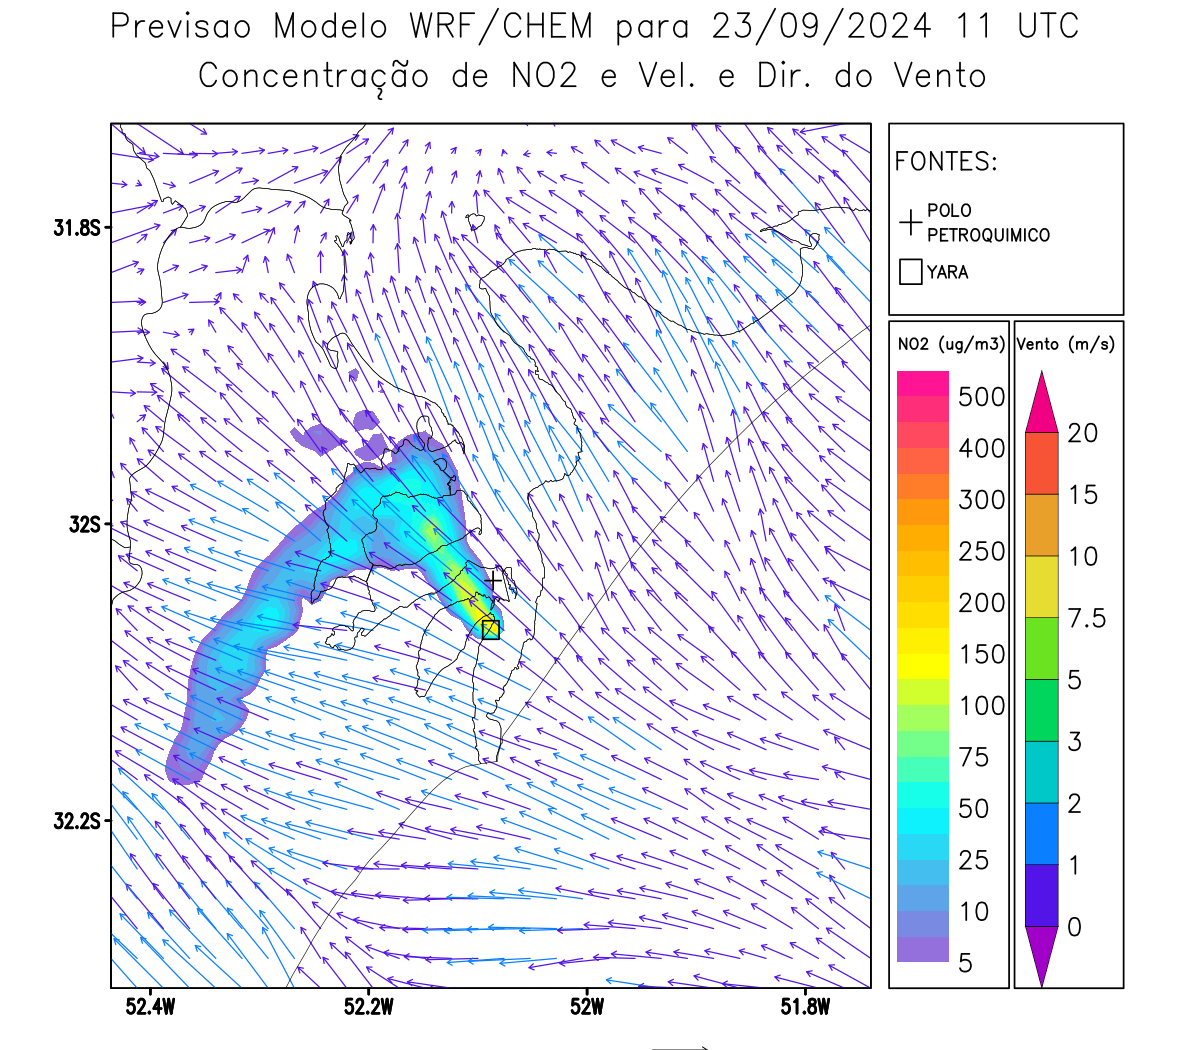 Previsao Modelo WRF/CHEM para 23/09/2024 11 UTC
Concentração de NO2 e Vel. e Dir. do Vento
FONTES:
POLO
PETROQUIMICO
YARA
NO2 (ug/m3)
500
400
300
250
200
150
100
75
50
25
10
5
Vento (m/s)
20
15
10
7.5
5
3
2
1
0
31.8S
32S
32.2S
52.4W 52.2W 52W 51.8W